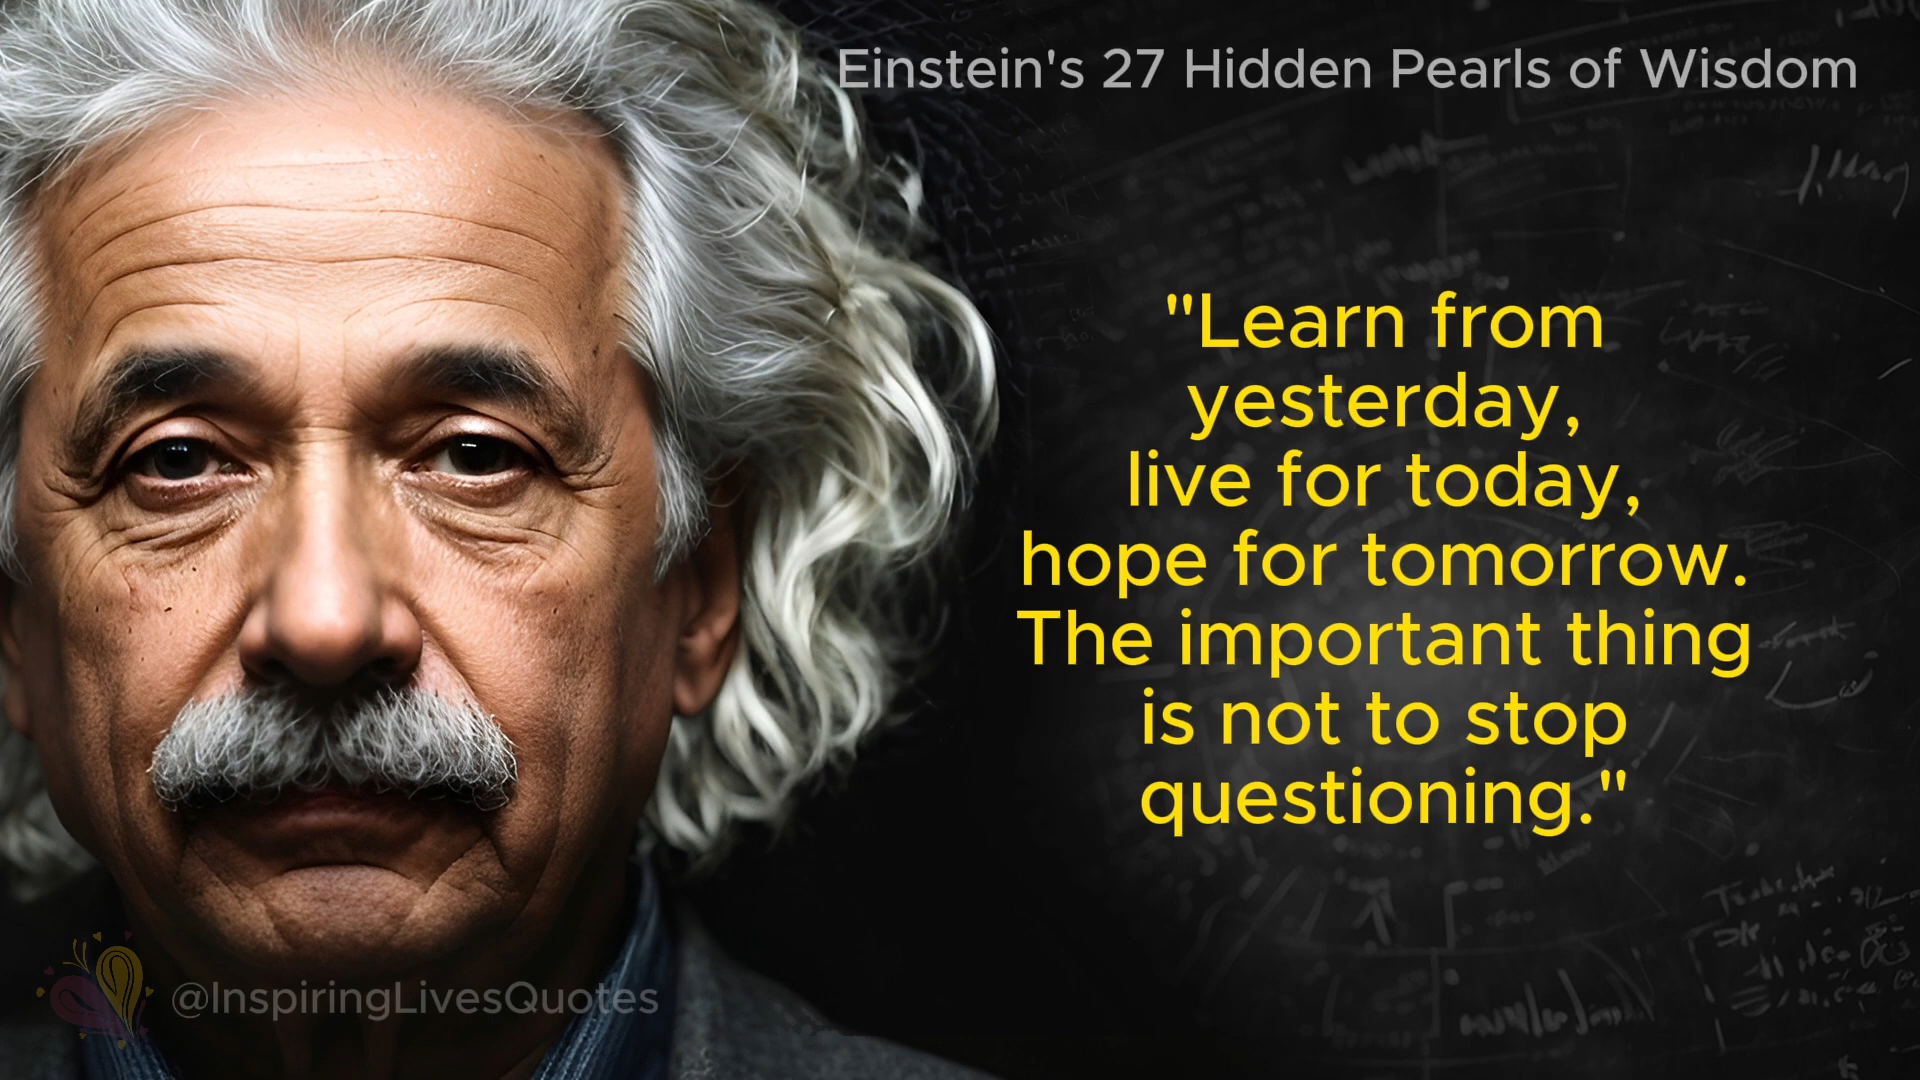 Einstein's 27 Hidden Pearls of Wisdom
"Learn from
yesterday,
live for today,
hope for tomorrow.
The important thing
is not to stop
questioning."
@InspiringLivesQuotes